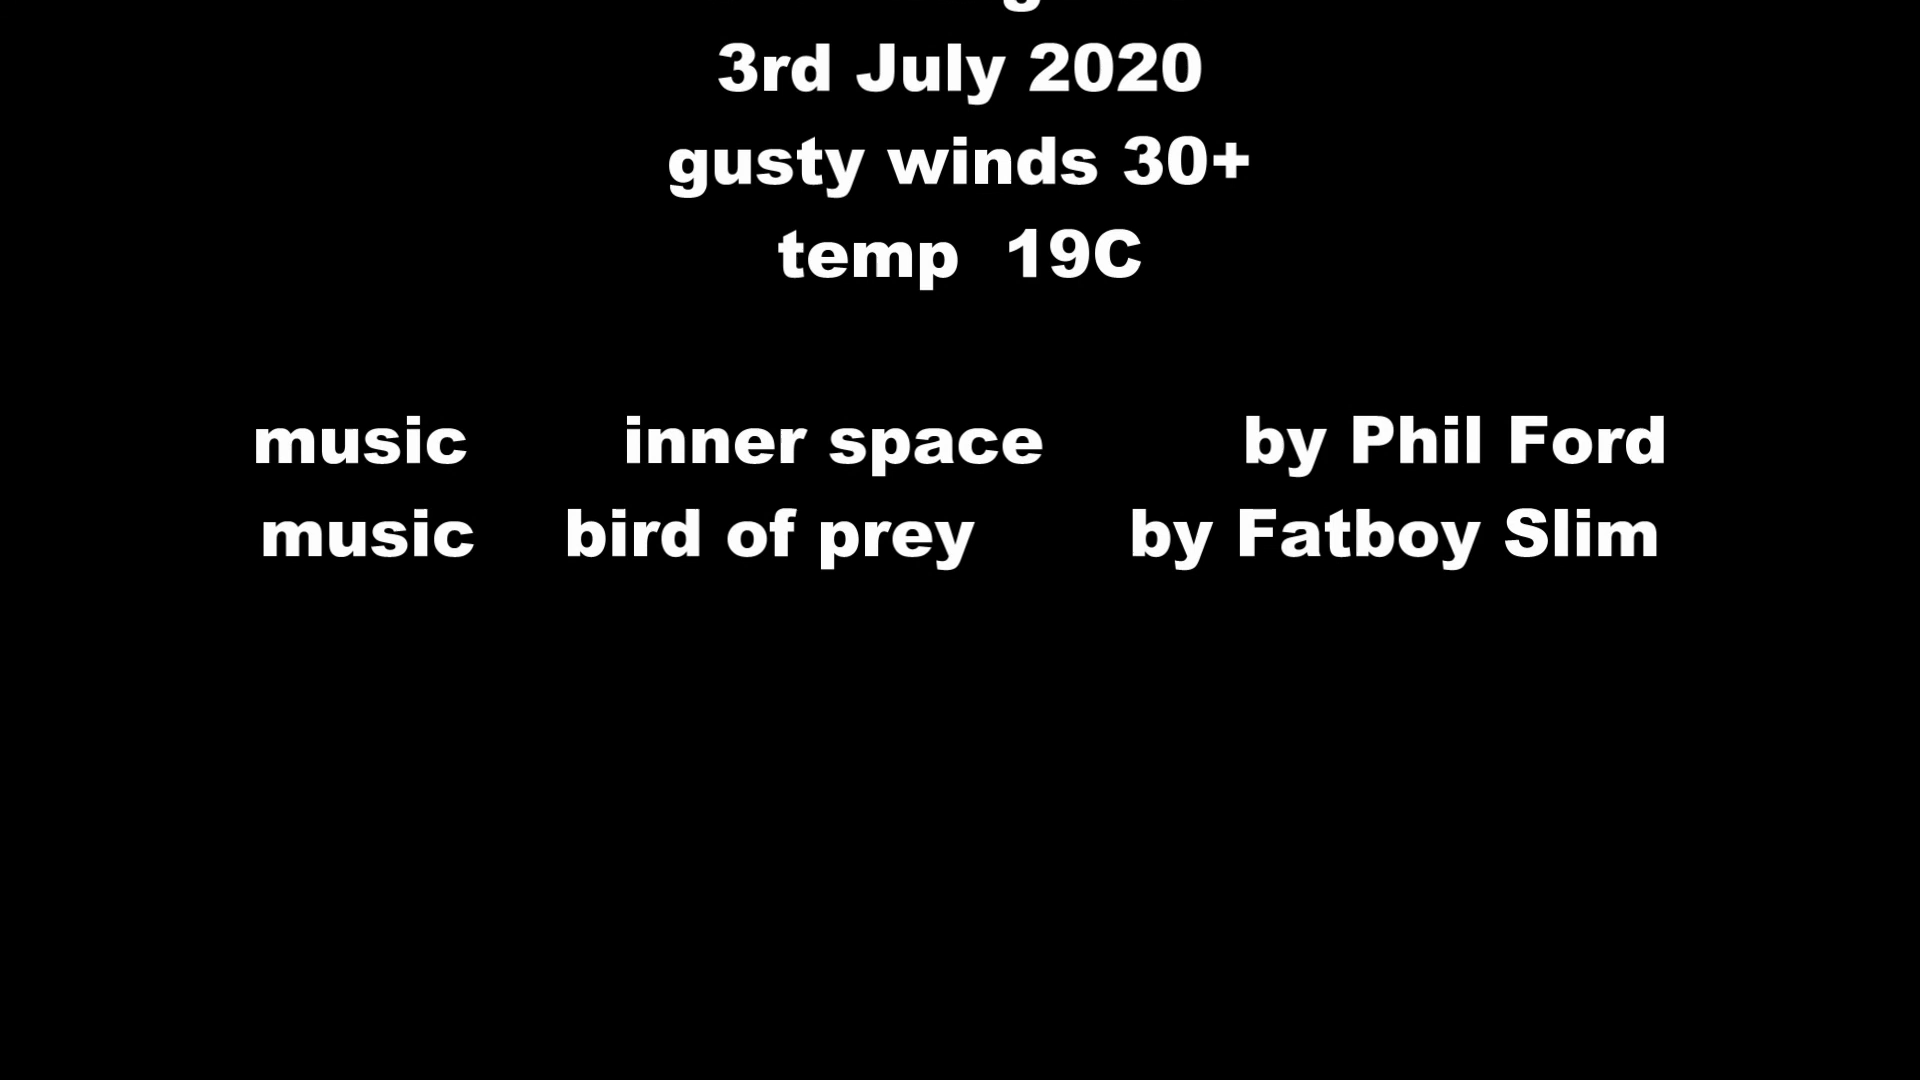 3rd July 2020
gusty winds 30+
temp 19C
music inner space by Phil Ford
music bird of prey by Fatboy Slim